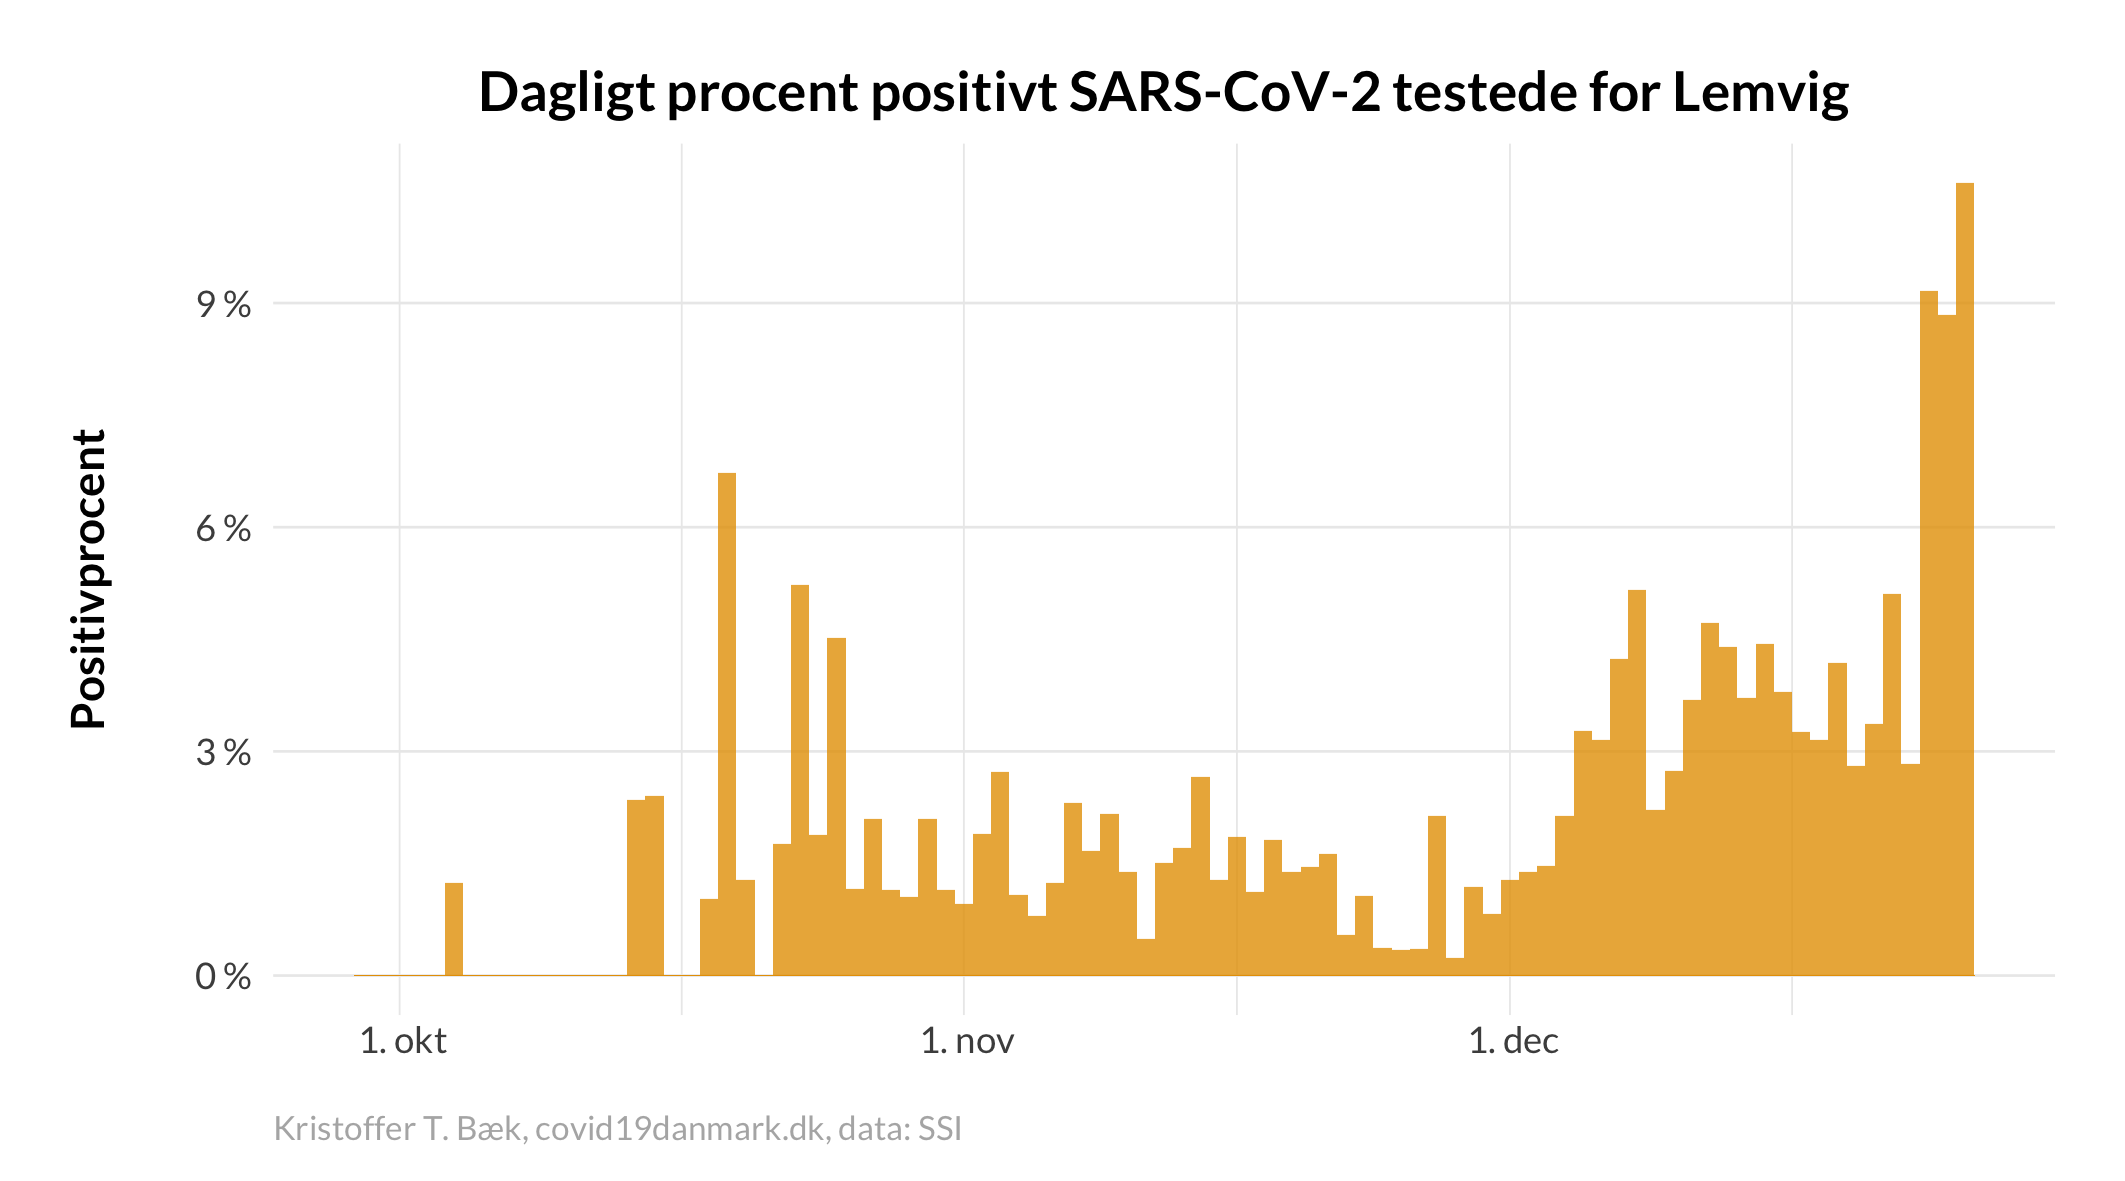 Dagligt procent positivt SARS-CoV-2 testede for Lemvig
Positivprocent
9 %
6 %
3 %
0 %
1. okt
1. nov
1. dec
Kristoffer T. Bæk, covid19danmark.dk, data: SSI